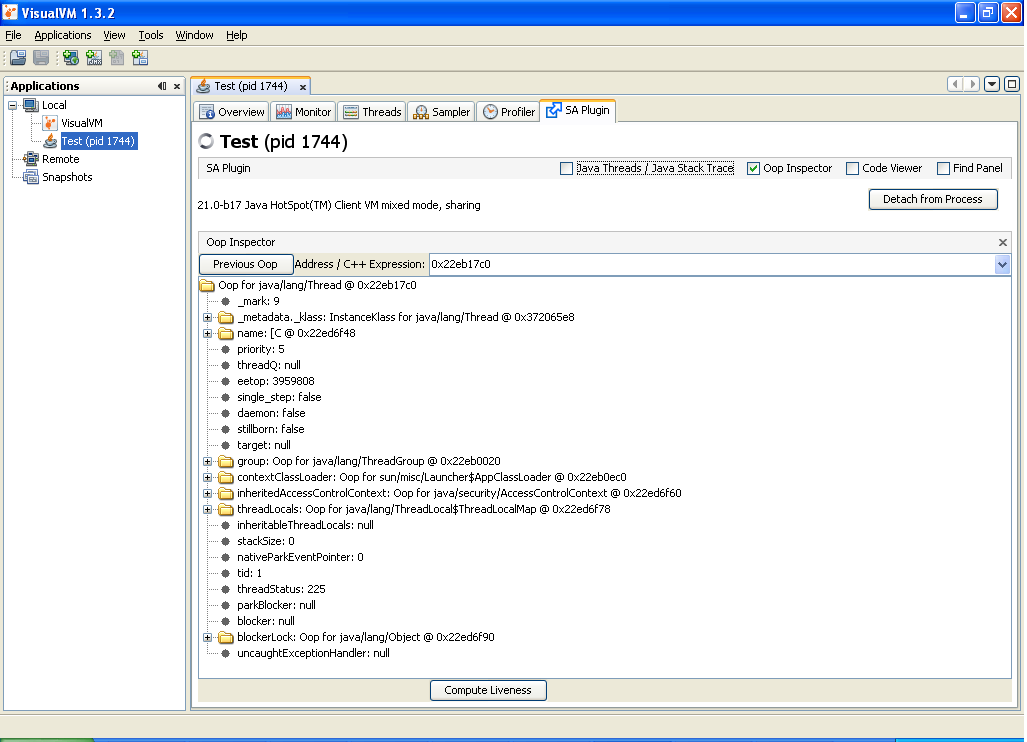 VisualVM 1.3.2
File Applications View Tools Window Help
Applications
Local
VisualVM
Test (pid 1744)
Remote
Snapshots
Test (pid 1744)
Overview Monitor Threads Sampler Profiler SA Plugin
Test (pid 1744)
SA Plugin Java Threads / Java Stack Trace Oop Inspector Code Viewer Find Panel
21.0-b17 Java HotSpot(TM) Client VM mixed mode, sharing
Detach from Process
Oop Inspector
Previous Oop Address / C++ Expression: 0x22eb17c0
Oop for java/lang/Thread @ 0x22eb17c0
_mark: 9
_metadata._klass: InstanceKlass for java/lang/Thread @ 0x372065e8
name: [C @ 0x22ed6f48
priority: 5
threadQ: null
eetop: 3959808
single_step: false
daemon: false
stillborn: false
target: null
group: Oop for java/lang/ThreadGroup @ 0x22eb0020
contextClassLoader: Oop for sun/misc/Launcher$AppClassLoader @ 0x22eb0ec0
inheritedAccessControlContext: Oop for java/security/AccessControlContext @ 0x22ed6f60
threadLocals: Oop for java/lang/ThreadLocal$ThreadLocalMap @ 0x22ed6f78
inheritableThreadLocals: null
stackSize: 0
nativeParkEventPointer: 0
tid: 1
threadStatus: 225
parkBlocker: null
blocker: null
blockerLock: Oop for java/lang/Object @ 0x22ed6f90
uncaughtExceptionHandler: null
Compute Liveness